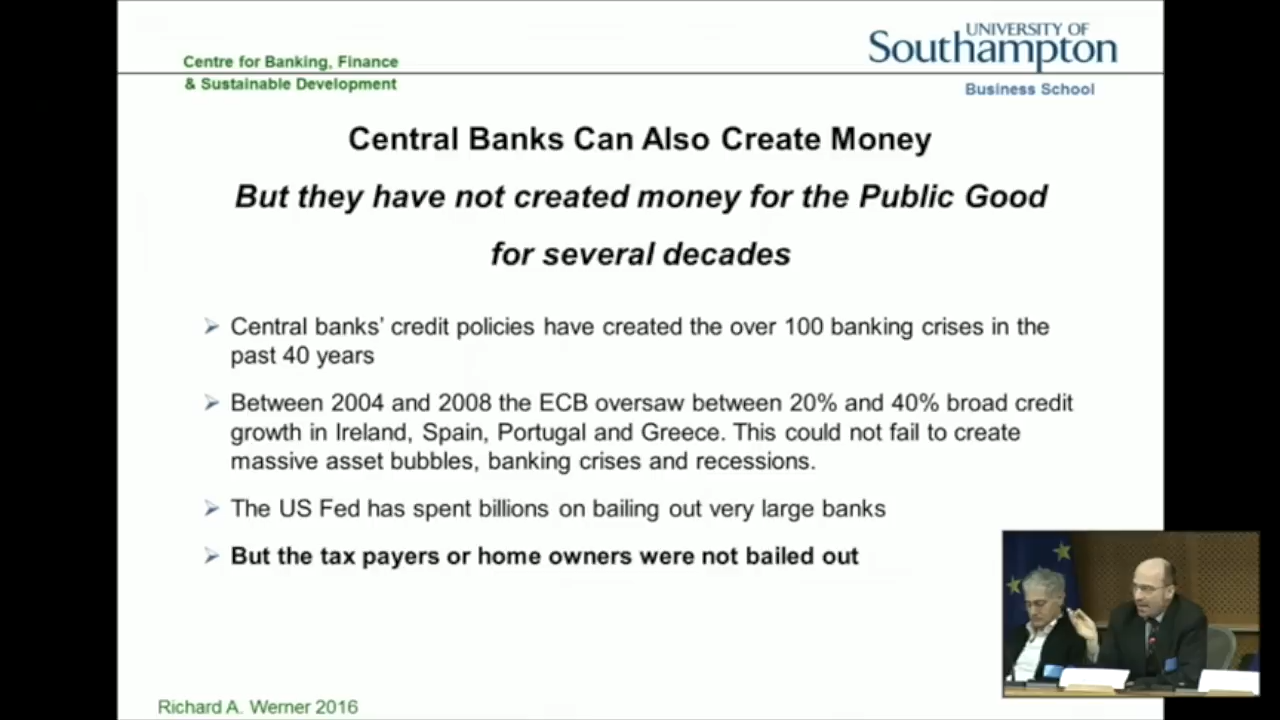 Centre for Banking, Finance
& Sustainable Development
UNIVERSITY OF
Southampton
Business School
Central Banks Can Also Create Money
But they have not created money for the Public Good
for several decades
Central banks’ credit policies have created the over 100 banking crises in the
past 40 years
Between 2004 and 2008 the ECB oversaw between 20% and 40% broad credit
growth in Ireland, Spain, Portugal and Greece. This could not fail to create
massive asset bubbles, banking crises and recessions.
The US Fed has spent billions on bailing out very large banks
But the tax payers or home owners were not bailed out
Richard A. Werner 2016